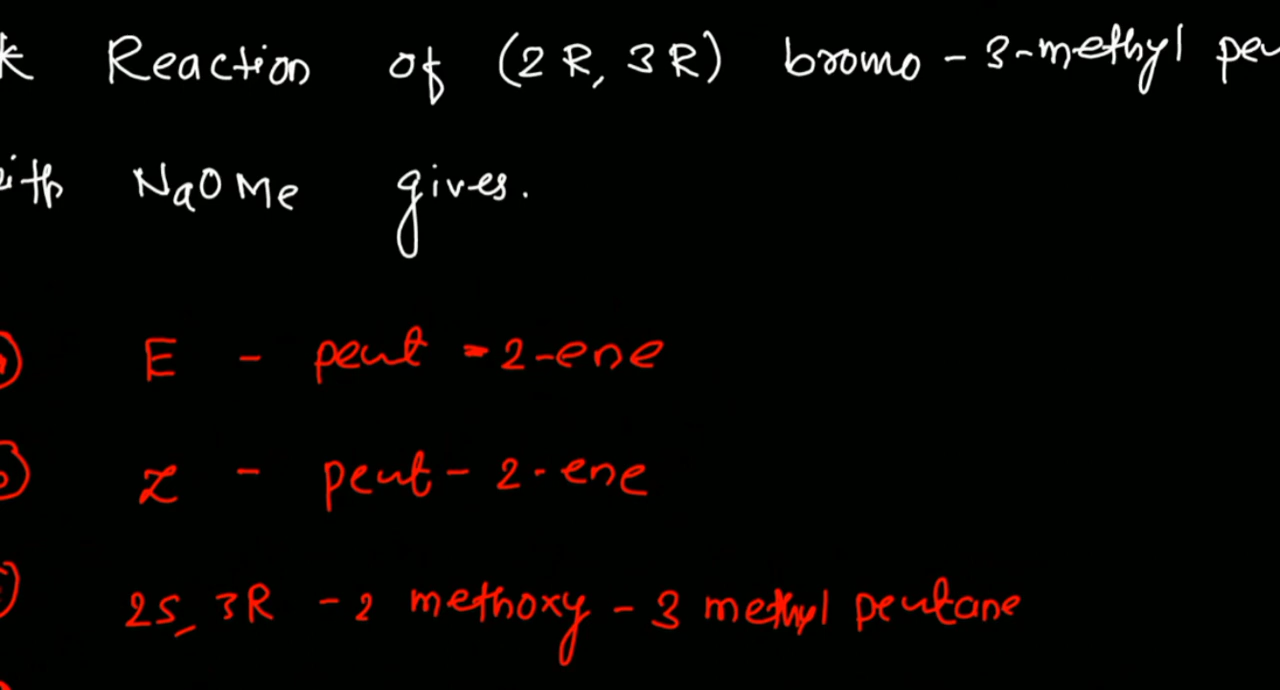 Reaction of (2R, 3R) bromo - 3-methyl
NaOMe gives.
E - pent - 2-ene
Z - pent - 2-ene
2S, 3R - 2 methoxy - 3 methyl pentane